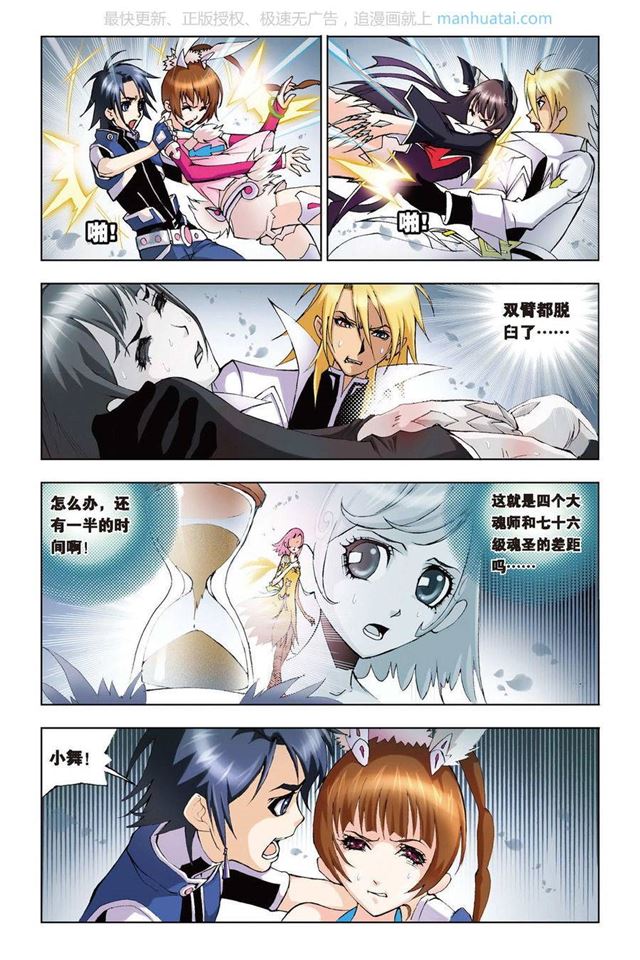 最快更新、正版授权、极速无广告，追漫画就上 manhuatai.com
啪!
啪!
双臂都脱
臼了……
怎么办，还
有一半的时
间啊!
这就是四个大
魂师和七十六
级魂圣的差距
吗……
小舞!